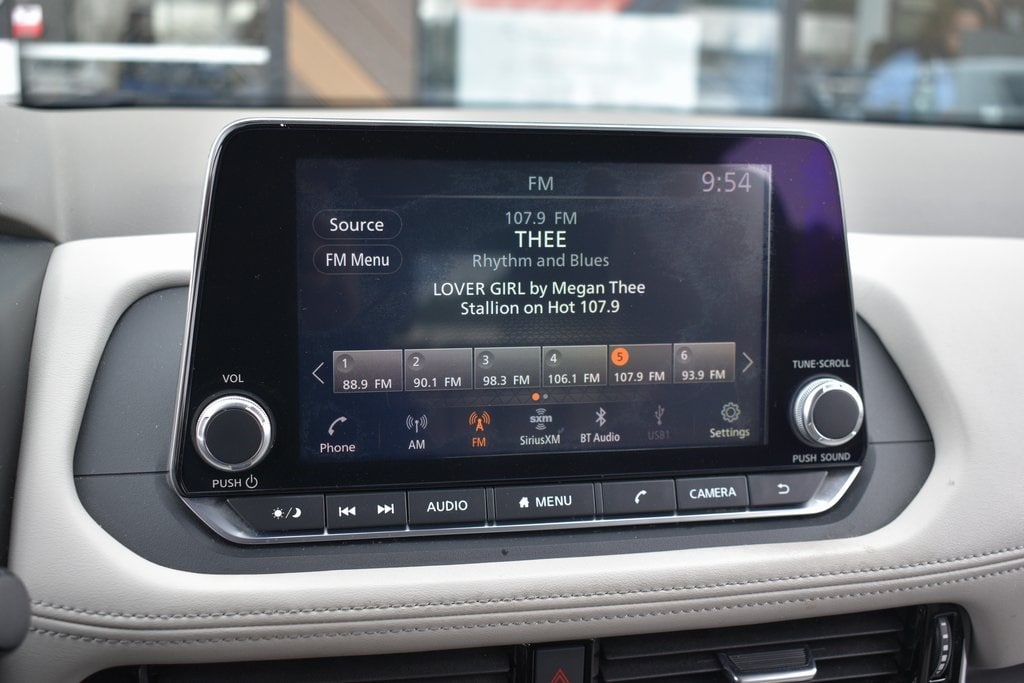 FM 9:54
Source
107.9 FM
THEE
FM Menu
Rhythm and Blues
LOVER GIRL by Megan Thee
Stallion on Hot 107.9
1 2 3 4 5 6
88.9 FM 90.1 FM 98.3 FM 106.1 FM 107.9 FM 93.9 FM
Phone AM FM sxm SiriusXM BT Audio USB1 Settings
VOL
PUSH
TUNE·SCROLL
PUSH SOUND
AUDIO MENU CAMERA